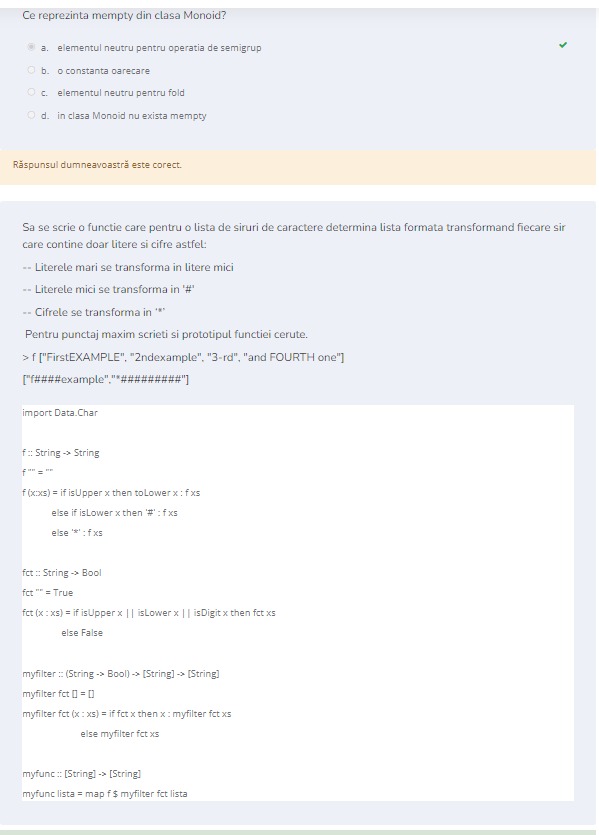 Ce reprezinta mempty din clasa Monoid?
a. elementul neutru pentru operatia de semigrup
b. o constanta oarecare
c. elementul neutru pentru fold
d. in clasa Monoid nu exista mempty
Răspunsul dumneavoastră este corect.
Sa se scrie o functie care pentru o lista de siruri de caractere determina lista formata transformand fiecare sir
care contine doar litere si cifre astfel:
-- Literele mari se transforma in litere mici
-- Literele mici se transforma in '#'
-- Cifrele se transforma in '*'
Pentru punctaj maxim scrieti si prototipul functiei cerute.
> f ["FirstEXAMPLE", "2ndexample", "3-rd", "and FOURTH one"]
["f####example","*#########"]
import Data.Char
f :: String -> String
f "" = ""
f (x:xs) = if isUpper x then toLower x : f xs
else if isLower x then '#' : f xs
else '*' : f xs
fct :: String -> Bool
fct "" = True
fct (x : xs) = if isUpper x || isLower x || isDigit x then fct xs
else False
myfilter :: (String -> Bool) -> [String] -> [String]
myfilter fct [] = []
myfilter fct (x : xs) = if fct x then x : myfilter fct xs
else myfilter fct xs
myfunc :: [String] -> [String]
myfunc lista = map f $ myfilter fct lista